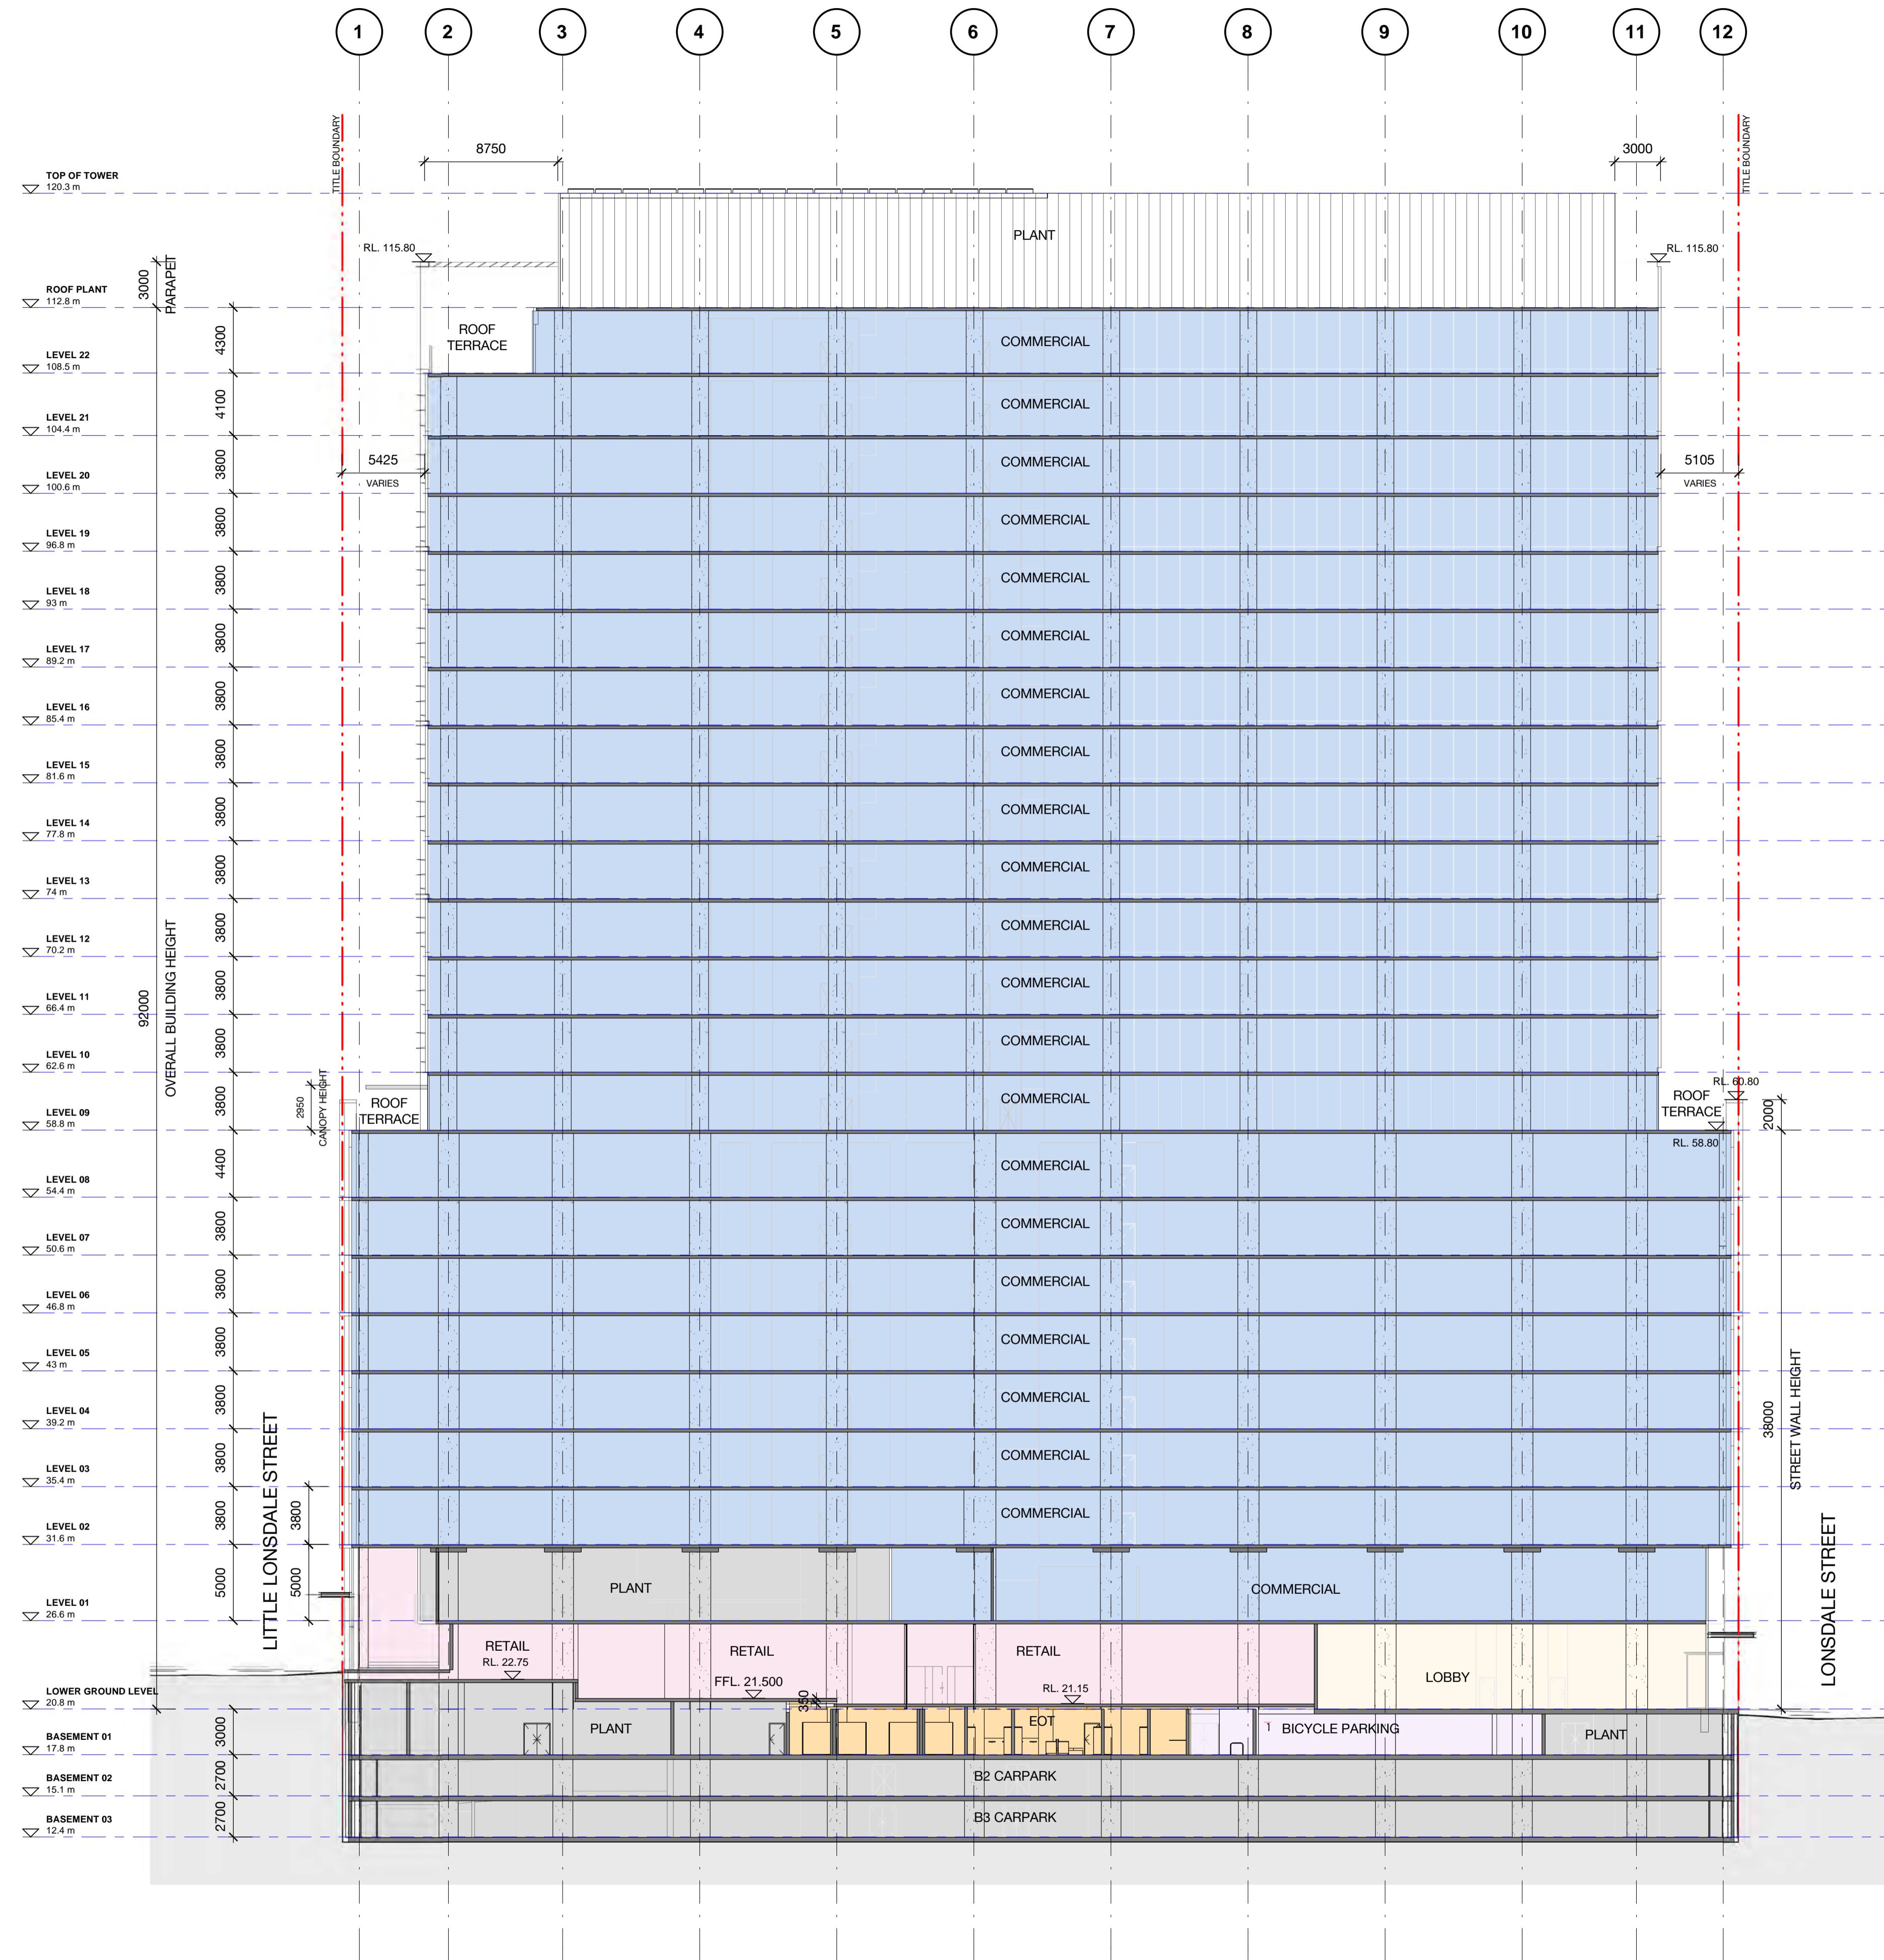 1 2 3 4 5 6 7 8 9 10 11 12
TITLE BOUNDARY
TITLE BOUNDARY
8750
3000
TOP OF TOWER
120.3 m
PLANT
RL. 115.80
RL. 115.80
3000
PARAPET
ROOF PLANT
112.8 m
4300
ROOF
TERRACE
COMMERCIAL
LEVEL 22
108.5 m
4100
COMMERCIAL
LEVEL 21
104.4 m
3800
5425
VARIES
COMMERCIAL
5105
VARIES
LEVEL 20
100.6 m
3800
COMMERCIAL
LEVEL 19
96.8 m
3800
COMMERCIAL
LEVEL 18
93 m
3800
COMMERCIAL
LEVEL 17
89.2 m
3800
COMMERCIAL
LEVEL 16
85.4 m
3800
COMMERCIAL
LEVEL 15
81.6 m
3800
COMMERCIAL
LEVEL 14
77.8 m
3800
COMMERCIAL
LEVEL 13
74 m
3800
COMMERCIAL
LEVEL 12
70.2 m
3800
COMMERCIAL
LEVEL 11
66.4 m
92000
OVERALL BUILDING HEIGHT
3800
COMMERCIAL
LEVEL 10
62.6 m
3800
2950
CANOPY HEIGHT
ROOF
TERRACE
COMMERCIAL
ROOF
TERRACE
RL. 60.80
2000
LEVEL 09
58.8 m
RL. 58.80
4400
COMMERCIAL
LEVEL 08
54.4 m
3800
COMMERCIAL
LEVEL 07
50.6 m
3800
COMMERCIAL
LEVEL 06
46.8 m
3800
COMMERCIAL
LEVEL 05
43 m
3800
COMMERCIAL
38000
STREET WALL HEIGHT
LEVEL 04
39.2 m
3800
COMMERCIAL
LEVEL 03
35.4 m
3800
3800
COMMERCIAL
LEVEL 02
31.6 m
LITTLE LONSDALE STREET
LONSDALE STREET
5000
5000
PLANT
COMMERCIAL
LEVEL 01
26.6 m
RETAIL
RL. 22.75
RETAIL
FFL. 21.500
350
RETAIL
RL. 21.15
LOBBY
LOWER GROUND LEVEL
20.8 m
3000
PLANT
EOT
BICYCLE PARKING
PLANT
BASEMENT 01
17.8 m
2700
B2 CARPARK
BASEMENT 02
15.1 m
2700
B3 CARPARK
BASEMENT 03
12.4 m